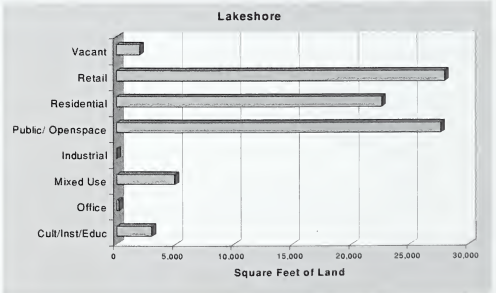 Lakeshore
Vacant
Retail
Residential
Public/ Openspace
Industrial
Mixed Use
Office
Cult/Inst/Educ
0 5,000 10,000 15,000 20,000 25,000 30,000
Square Feet of Land